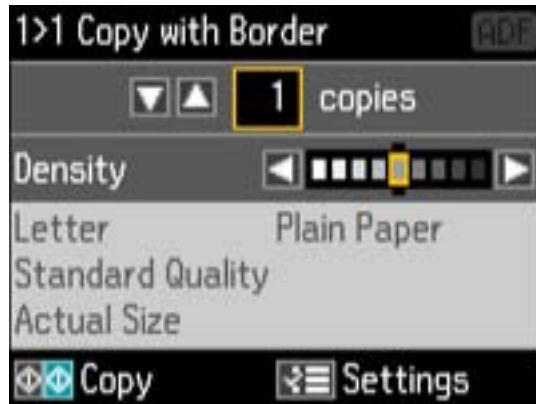 1>1 Copy with Border ADF
1 copies
Density
Letter Plain Paper
Standard Quality
Actual Size
Copy Settings